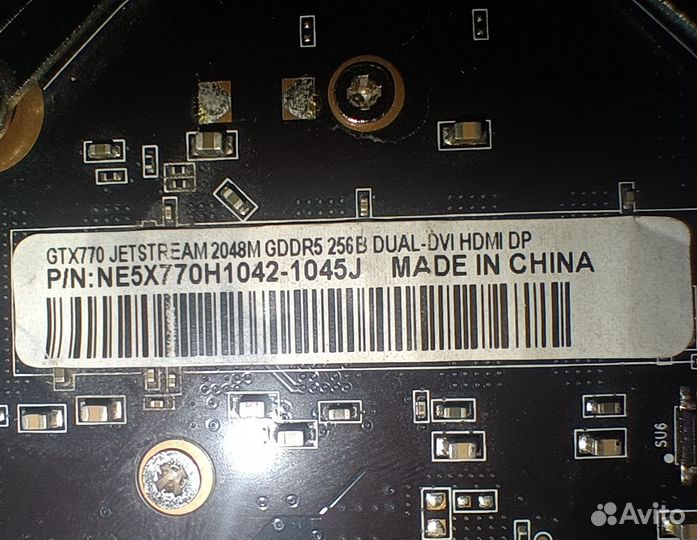 GTX770 JETSTREAM 2048M GDDR5 256B DUAL-DVI HDMI DP
P/N:NE5X770H1042-1045J MADE IN CHINA
SU6
Avito